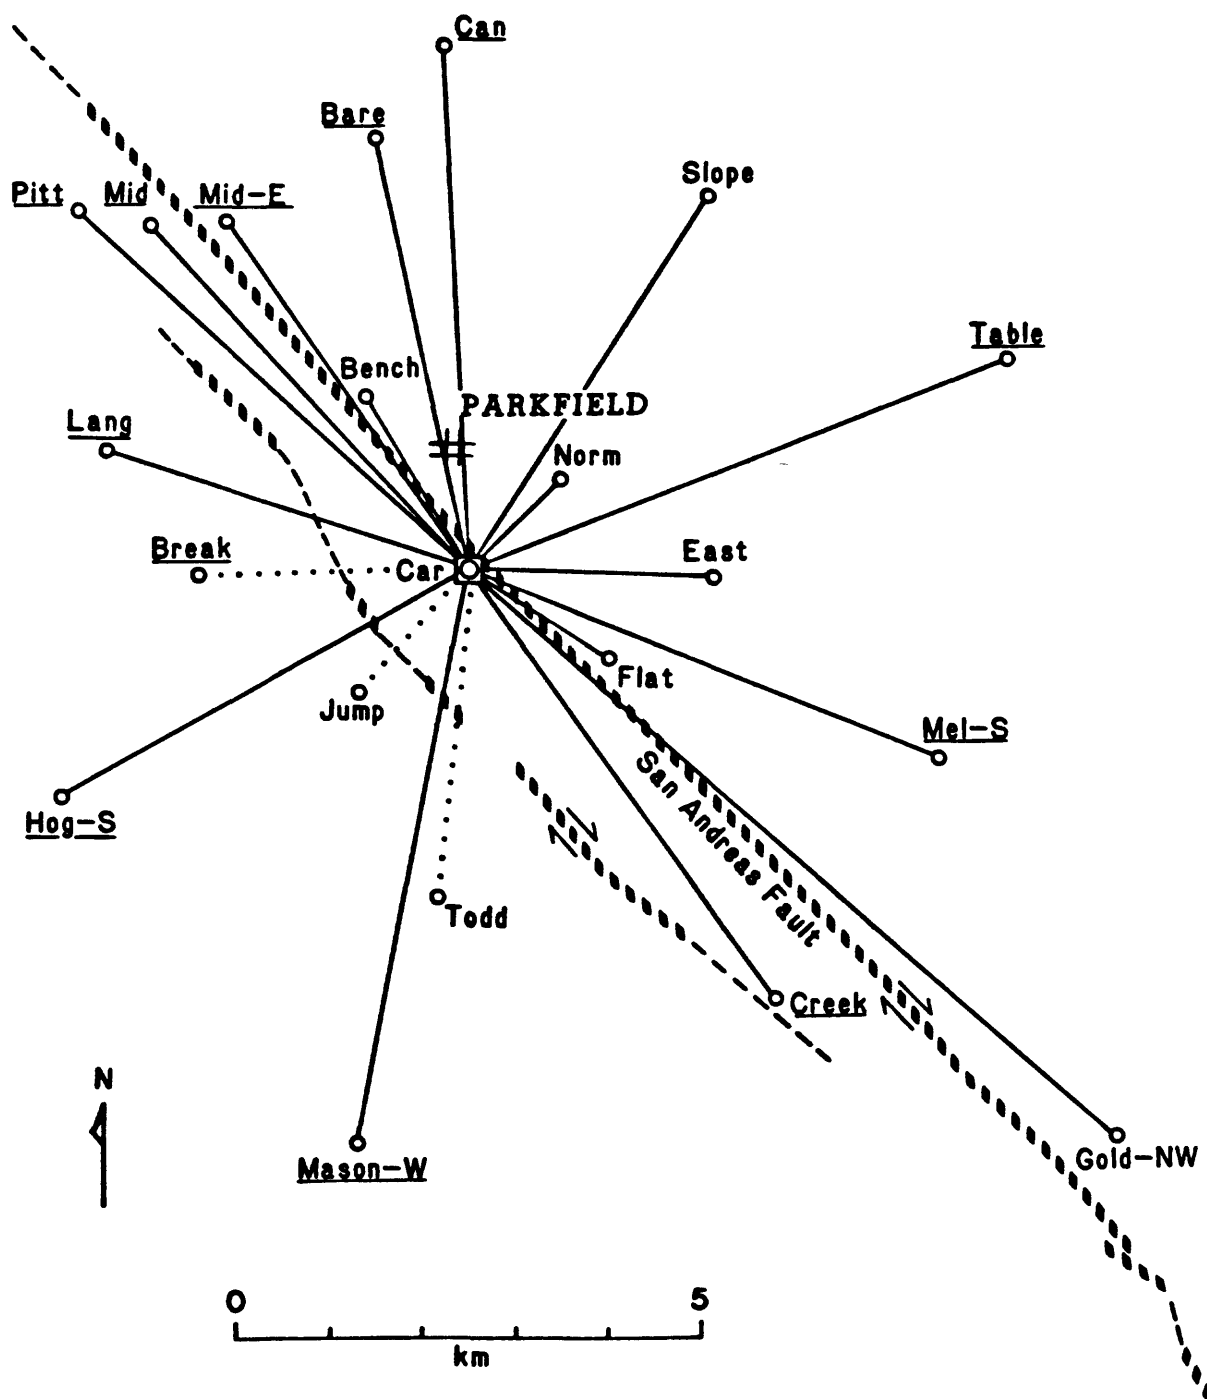 Can
Bare
Slope
Pitt
Mid
Mid-E
Table
Bench
PARKFIELD
Lang
Norm
Break
Car
East
Flat
Jump
Mel-S
San Andreas Fault
Hog-S
Todd
Creek
N
Mason-W
Gold-NW
0 5
km